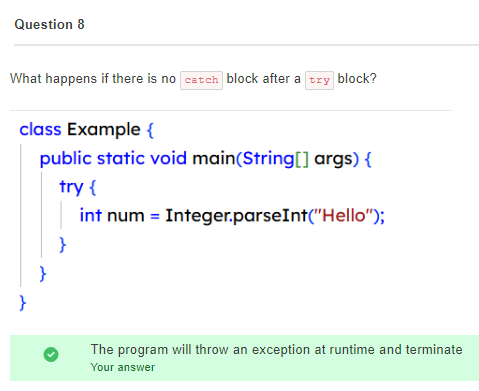 Question 8
What happens if there is no catch block after a try block?
class Example {
public static void main(String[] args) {
try {
int num = Integer.parseInt("Hello");
}
}
}
The program will throw an exception at runtime and terminate
Your answer